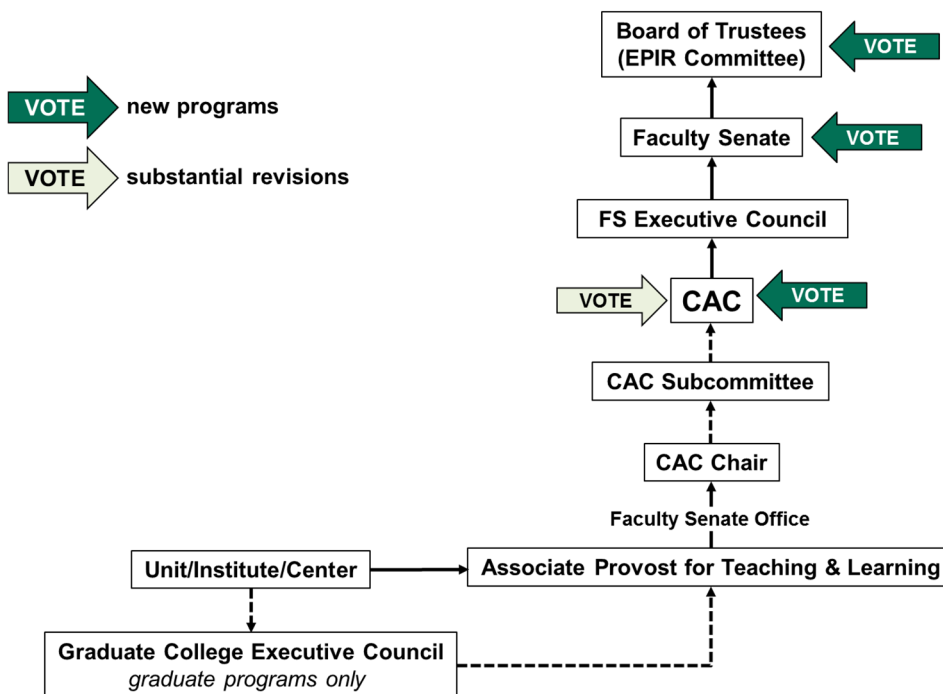 Board of Trustees
(EPIR Committee)
VOTE
VOTE new programs
Faculty Senate
VOTE
VOTE substantial revisions
FS Executive Council
VOTE
CAC
VOTE
CAC Subcommittee
CAC Chair
Faculty Senate Office
Unit/Institute/Center
Associate Provost for Teaching & Learning
Graduate College Executive Council
graduate programs only